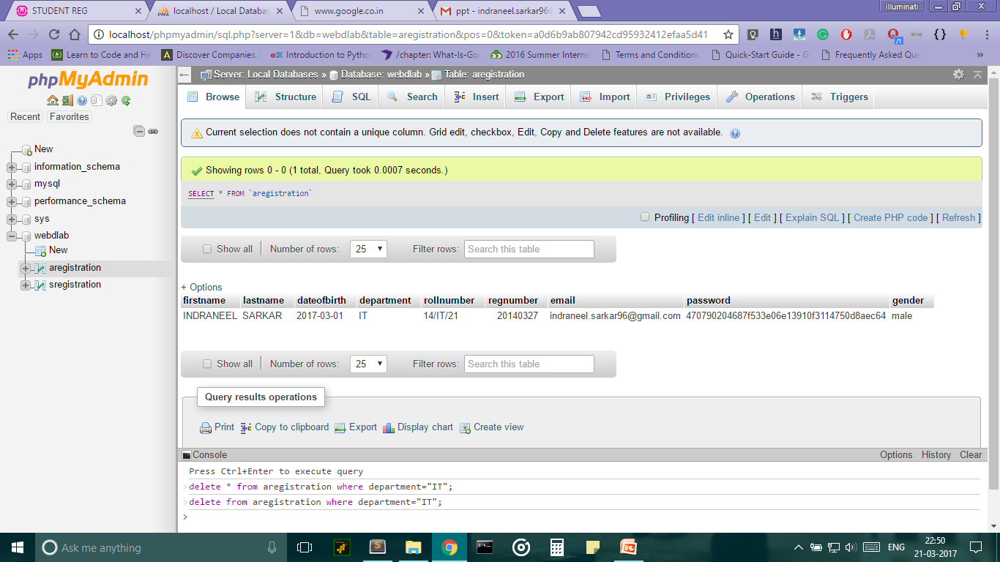 STUDENT REG
localhost / Local Databas
www.google.co.in
ppt - indraneel.sarkar96@
illuminati
localhost/phpmyadmin/sql.php?server=1&db=webdlab&table=aregistration&pos=0&token=a0d6b9ab807942cd95932412efaa5d41
Apps Learn to Code and He Discover Companies. Introduction to Pytho /chapter: What-Is-Go 2016 Summer Interns Terms and Conditions Quick-Start Guide - G Frequently Asked Que »
phpMyAdmin
Recent Favorites
New
information_schema
mysql
performance_schema
sys
webdlab
New
aregistration
sregistration
Server: Local Databases » Database: webdlab » Table: aregistration
Browse Structure SQL Search Insert Export Import Privileges Operations Triggers
Current selection does not contain a unique column. Grid edit, checkbox, Edit, Copy and Delete features are not available.
Showing rows 0 - 0 (1 total, Query took 0.0007 seconds.)
SELECT * FROM `aregistration`
Profiling [ Edit inline ] [ Edit ] [ Explain SQL ] [ Create PHP code ] [ Refresh ]
Show all Number of rows: 25 Filter rows: Search this table
+ Options
firstname lastname dateofbirth department rollnumber regnumber email password gender
INDRANEEL SARKAR 2017-03-01 IT 14/IT/21 20140327 indraneel.sarkar96@gmail.com 470790204687f533e06e13910f3114750d8aec64 male
Show all Number of rows: 25 Filter rows: Search this table
Query results operations
Print Copy to clipboard Export Display chart Create view
Console Options History Clear
Press Ctrl+Enter to execute query
>delete * from aregistration where department="IT";
>delete from aregistration where department="IT";
>
Ask me anything
ENG
22:50
21-03-2017